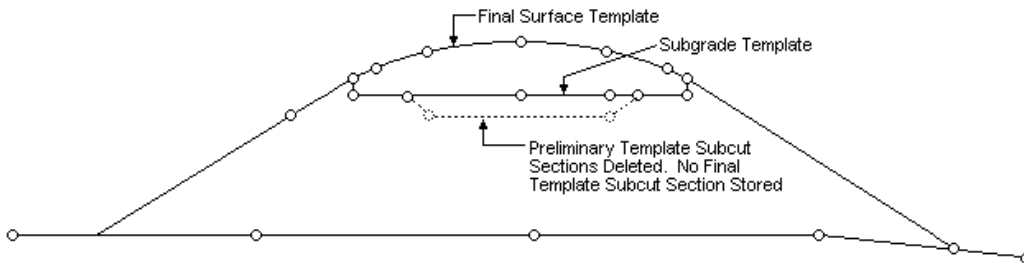 Final Surface Template
Subgrade Template
Preliminary Template Subcut
Sections Deleted.  No Final
Template Subcut Section Stored